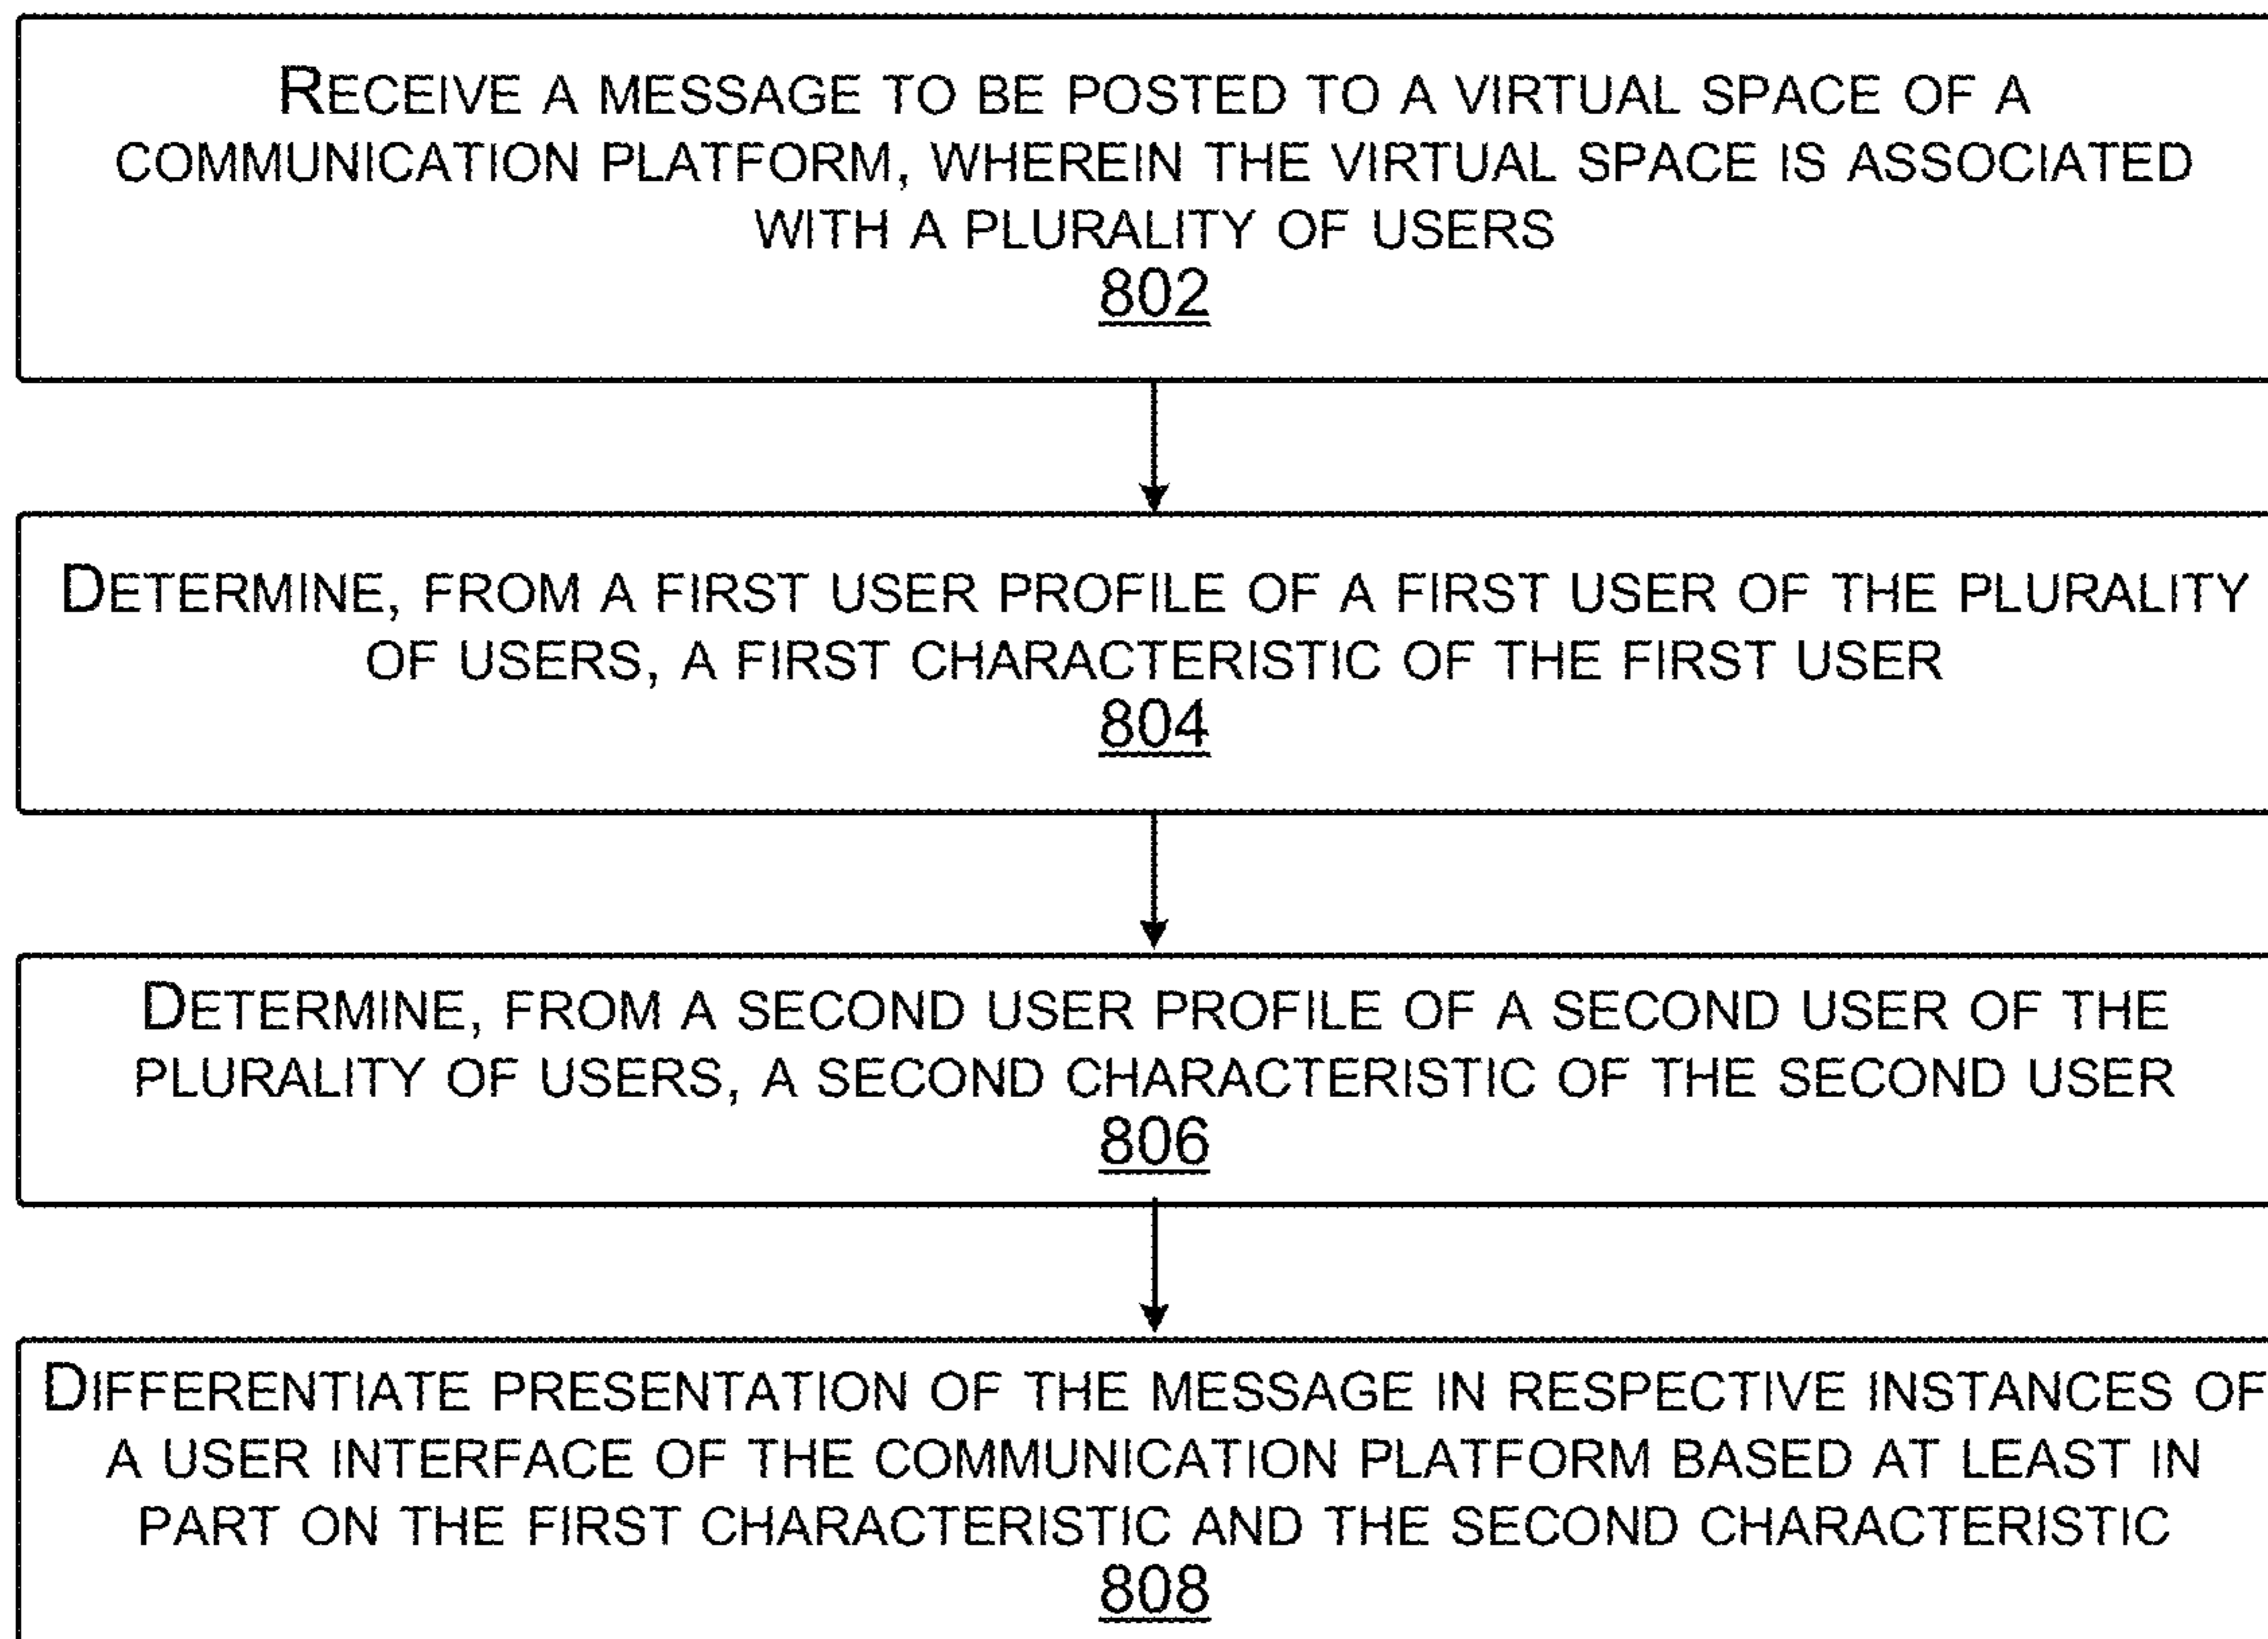 RECEIVE A MESSAGE TO BE POSTED TO A VIRTUAL SPACE OF A
COMMUNICATION PLATFORM, WHEREIN THE VIRTUAL SPACE IS ASSOCIATED
WITH A PLURALITY OF USERS
802
DETERMINE, FROM A FIRST USER PROFILE OF A FIRST USER OF THE PLURALITY
OF USERS, A FIRST CHARACTERISTIC OF THE FIRST USER
804
DETERMINE, FROM A SECOND USER PROFILE OF A SECOND USER OF THE
PLURALITY OF USERS, A SECOND CHARACTERISTIC OF THE SECOND USER
806
DIFFERENTIATE PRESENTATION OF THE MESSAGE IN RESPECTIVE INSTANCES OF
A USER INTERFACE OF THE COMMUNICATION PLATFORM BASED AT LEAST IN
PART ON THE FIRST CHARACTERISTIC AND THE SECOND CHARACTERISTIC
808